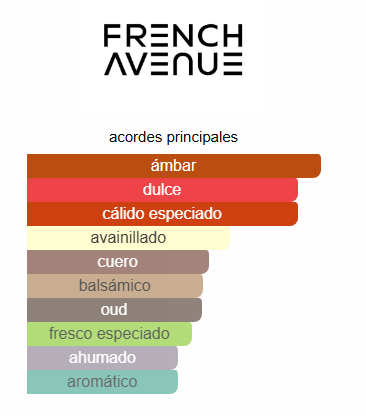 FRENCH
AVENUE
acordes principales
ámbar
dulce
cálido especiado
avainillado
cuero
balsámico
oud
fresco especiado
ahumado
aromático